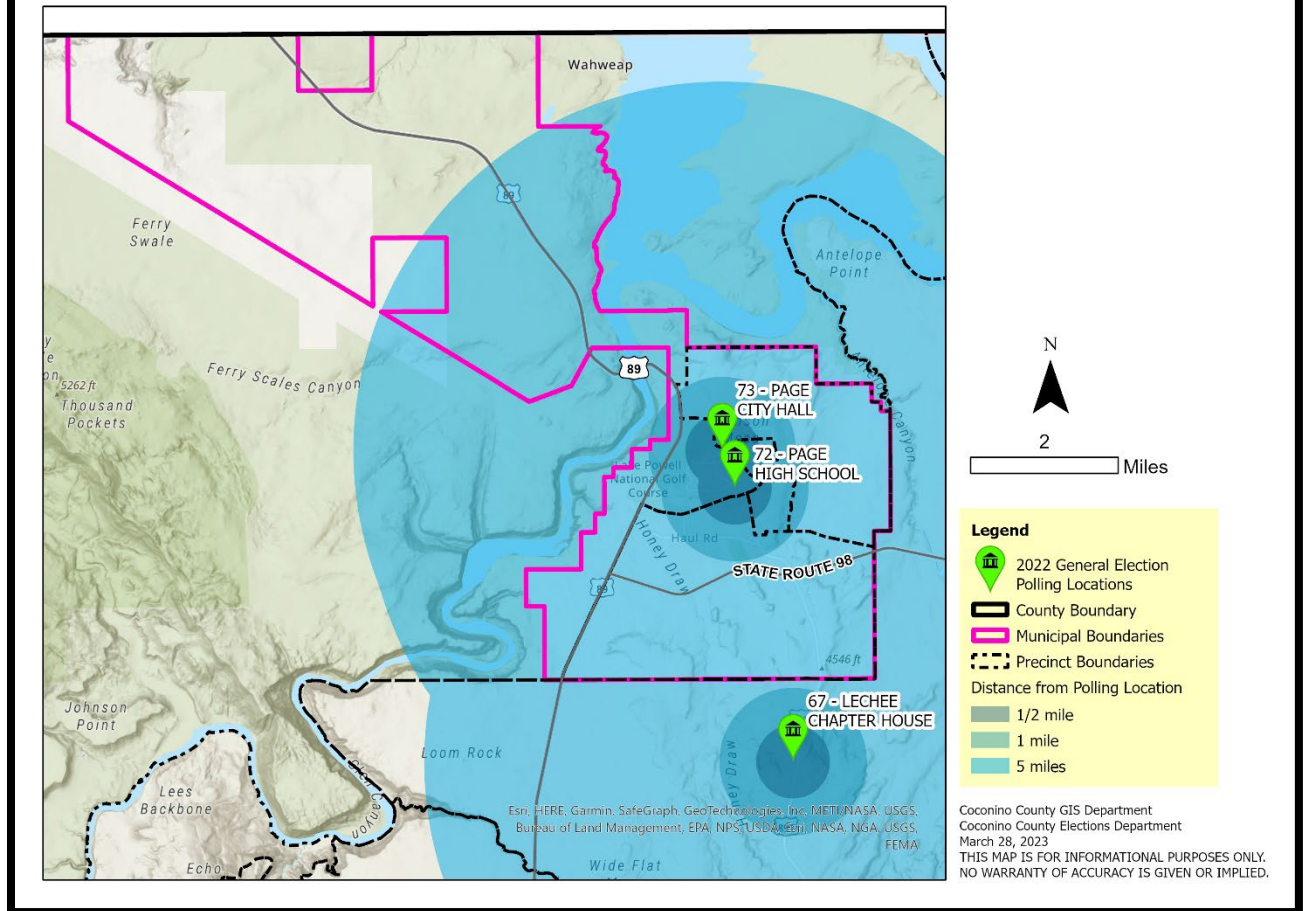 Wahweap
89
Ferry
Swale
Antelope
Point
Ferry Scales Canyon
5262 ft
Thousand
Pockets
89
73 - PAGE
CITY HALL
Canyon
72 - PAGE
HIGH SCHOOL
Powell
National Golf
Course
Honey Draw
Haul Rd
STATE ROUTE 98
89
4546 ft
67 - LECHEE
CHAPTER HOUSE
Johnson
Point
Loom Rock
Glen Canyon
Draw
Lees
Backbone
Esri, HERE, Garmin, SafeGraph, GeoTechnologies, Inc, METI/NASA, USGS,
Bureau of Land Management, EPA, NPS, USDA, Esri, NASA, NGA, USGS,
FEMA
Echo
Wide Flat
N
2
Miles
Legend
2022 General Election
Polling Locations
County Boundary
Municipal Boundaries
Precinct Boundaries
Distance from Polling Location
1/2 mile
1 mile
5 miles
Coconino County GIS Department
Coconino County Elections Department
March 28, 2023
THIS MAP IS FOR INFORMATIONAL PURPOSES ONLY.
NO WARRANTY OF ACCURACY IS GIVEN OR IMPLIED.